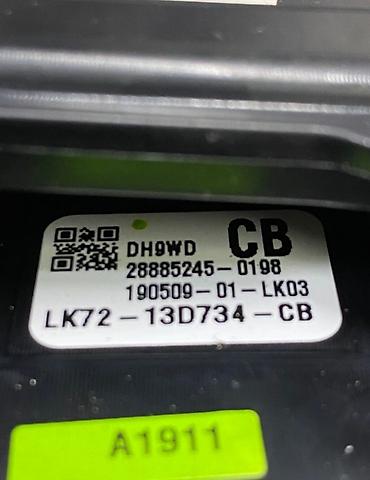 DH9WD CB
28885245-0198
190509-01-LK03
LK72-13D734-CB
A1911